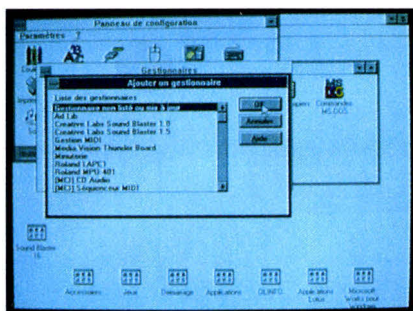 Panneau de configuration
Paramètres ?
Gestionnaires
Ajouter un gestionnaire
Liste des gestionnaires
Gestionnaire non listé ou mis à jour
Ad Lib
Creative Labs Sound Blaster 1.0
Creative Labs Sound Blaster 1.5
Gestion MIDI
Media Vision Thunder Board
Minuterie
Roland LAPC1
Roland MPU-401
[MCI] CD Audio
[MCI] Séquenceur MIDI
OK
Annuler
Aide
Commandes
MS-DOS
Sound Blaster
16
Accessoires
Jeux
Démarrage
Applications
Applications
Lotus
Microsoft
Works pour
Windows